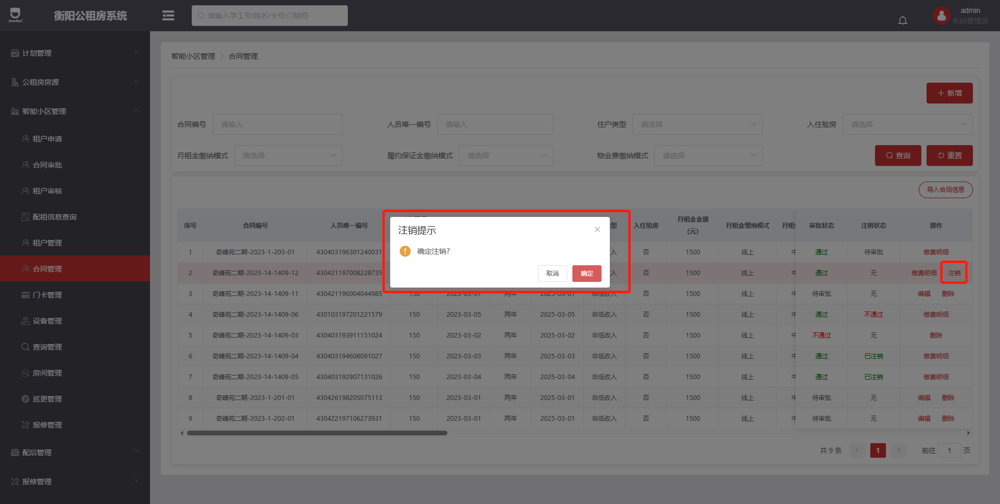 衡阳公租房系统
请输入学工号/姓名/卡号/门锁号
admin
系统管理员
计划管理
公租房房源
智能小区管理
租户申请
合同审批
租户审核
配租信息查询
租户管理
合同管理
门卡管理
设备管理
查询管理
房间管理
巡更管理
报修管理
配后管理
报修管理
智能小区管理 > 合同管理
+ 新增
合同编号 请输入 人员唯一编号 请输入 住户类型 请选择 入住验房 请选择
月租金缴纳模式 请选择 履约保证金缴纳模式 请选择 物业费缴纳模式 请选择 查询 重置
导入合同信息
序号 合同编号 人员唯一编号 型 入住验房 月租金金额(元) 月租金缴纳模式 月租金 审批状态 注销状态 操作
1 奇峰苑二期-2023-1-203-01 430403196301240031 入 否 1500 线上 中 通过 待审批 缴费明细
2 奇峰苑二期-2023-14-1409-12 430421197008228735 入 否 1500 线上 中 通过 无 缴费明细 注销
3 奇峰苑二期-2023-14-1409-11 430421196004044985 150 2023-03-01 两年 2025-03-01 非低收入 否 1500 线上 中 待审批 无 编辑 删除
4 奇峰苑二期-2023-14-1409-06 430103197201221579 150 2023-03-05 两年 2025-03-05 非低收入 否 1500 线上 中 通过 不通过 缴费明细
5 奇峰苑二期-2023-14-1409-03 430403193911151024 150 2023-03-02 两年 2025-03-02 非低收入 否 1500 线上 中 不通过 无 删除
6 奇峰苑二期-2023-14-1409-04 430403194608091027 150 2023-03-03 两年 2025-03-03 非低收入 否 1500 线上 中 通过 已注销 缴费明细
7 奇峰苑二期-2023-14-1409-05 430403192907131026 150 2023-03-04 两年 2025-03-04 非低收入 否 1500 线上 中 通过 已注销 缴费明细
8 奇峰苑二期-2023-1-201-01 430426198205075113 150 2023-03-01 两年 2025-03-01 非低收入 否 1500 线上 中 待审批 无 编辑 删除
9 奇峰苑二期-2023-1-202-01 430422197106273931 150 2023-03-01 两年 2025-03-01 非低收入 否 1500 线上 中 待审批 无 编辑 删除
共 9 条 < 1 > 前往 1 页
注销提示
确定注销?
取消 确定